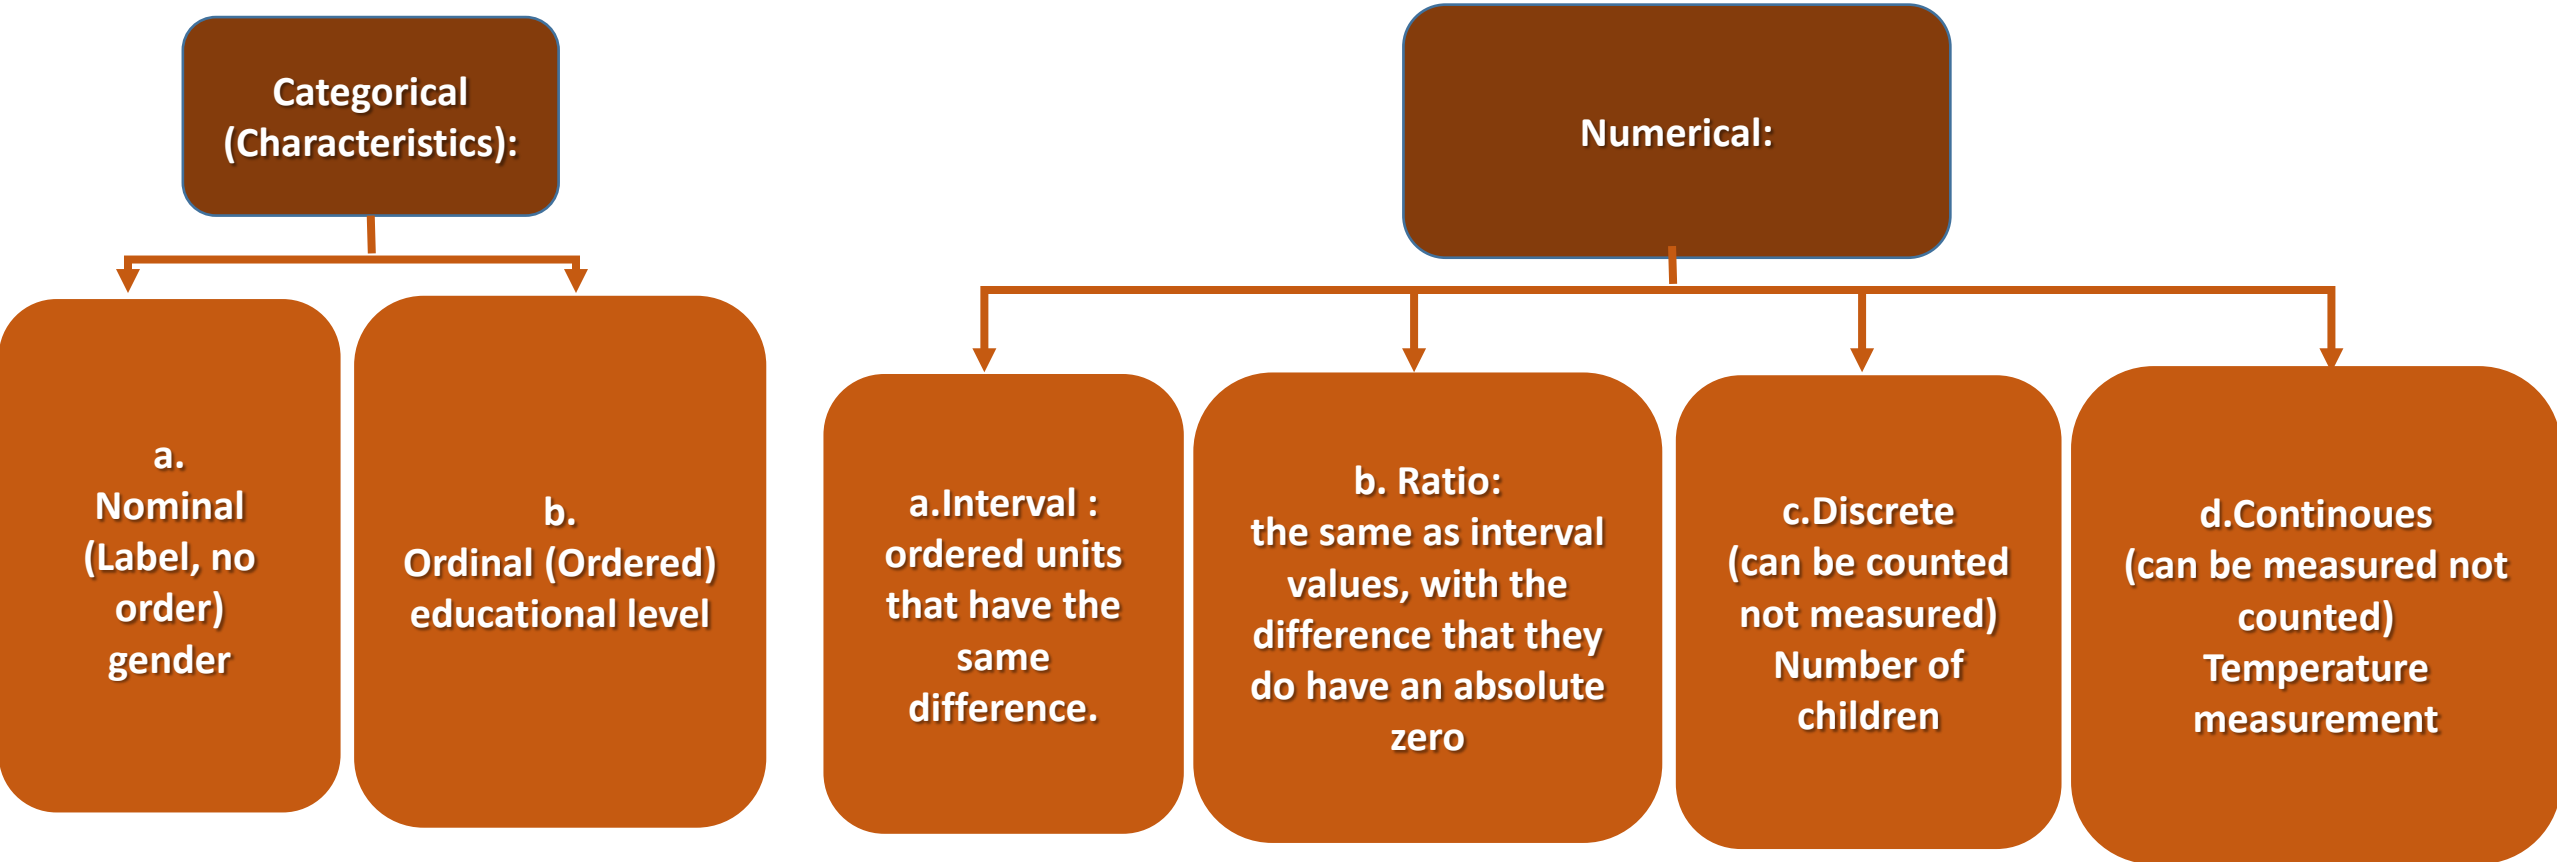 Categorical
(Characteristics):
a.
Nominal
(Label, no
order)
gender
b.
Ordinal (Ordered)
educational level
Numerical:
a.Interval :
ordered units
that have the
same
difference.
b. Ratio:
the same as interval
values, with the
difference that they
do have an absolute
zero
c.Discrete
(can be counted
not measured)
Number of
children
d.Continoues
(can be measured not
counted)
Temperature
measurement